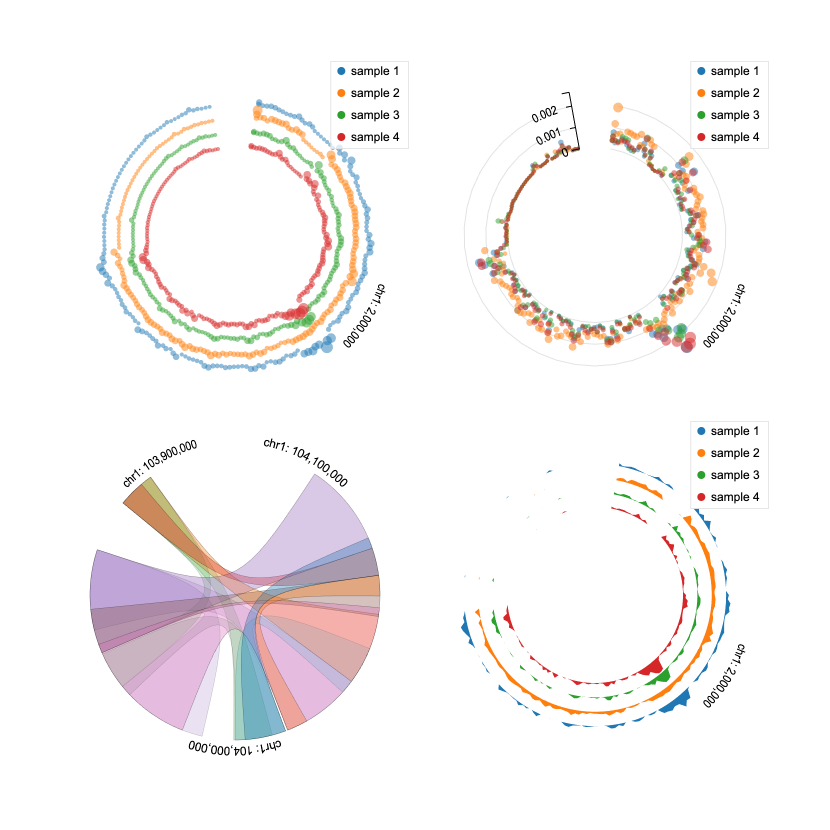 sample 1
sample 2
sample 3
sample 4
chr1: 2,000,000
sample 1
sample 2
sample 3
sample 4
0.002
0.001
0
chr1: 2,000,000
chr1: 103,900,000
chr1: 104,100,000
chr1: 104,000,000
sample 1
sample 2
sample 3
sample 4
chr1: 2,000,000